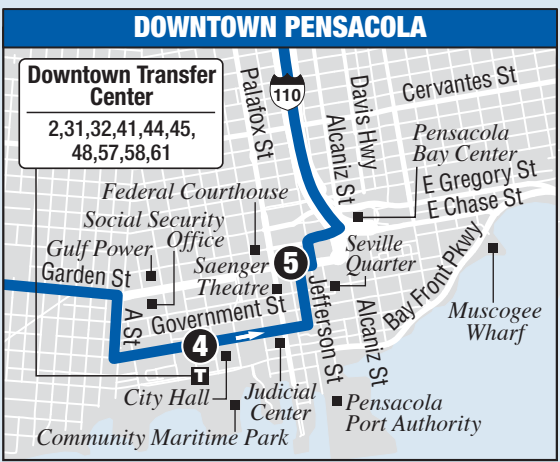 DOWNTOWN PENSACOLA
Downtown Transfer
Center
2,31,32,41,44,45,
48,57,58,61
Palafox St
110
Davis Hwy
Alcaniz St
Cervantes St
Pensacola
Bay Center
E Gregory St
E Chase St
Federal Courthouse
Social Security
Office
Gulf Power
Garden St
Saenger
Theatre
5
Seville
Quarter
Bay Front Pkwy
Muscogee
Wharf
A St
Government St
4
Jefferson St
Alcaniz St
T
City Hall
Judicial
Center
Community Maritime Park
Pensacola
Port Authority